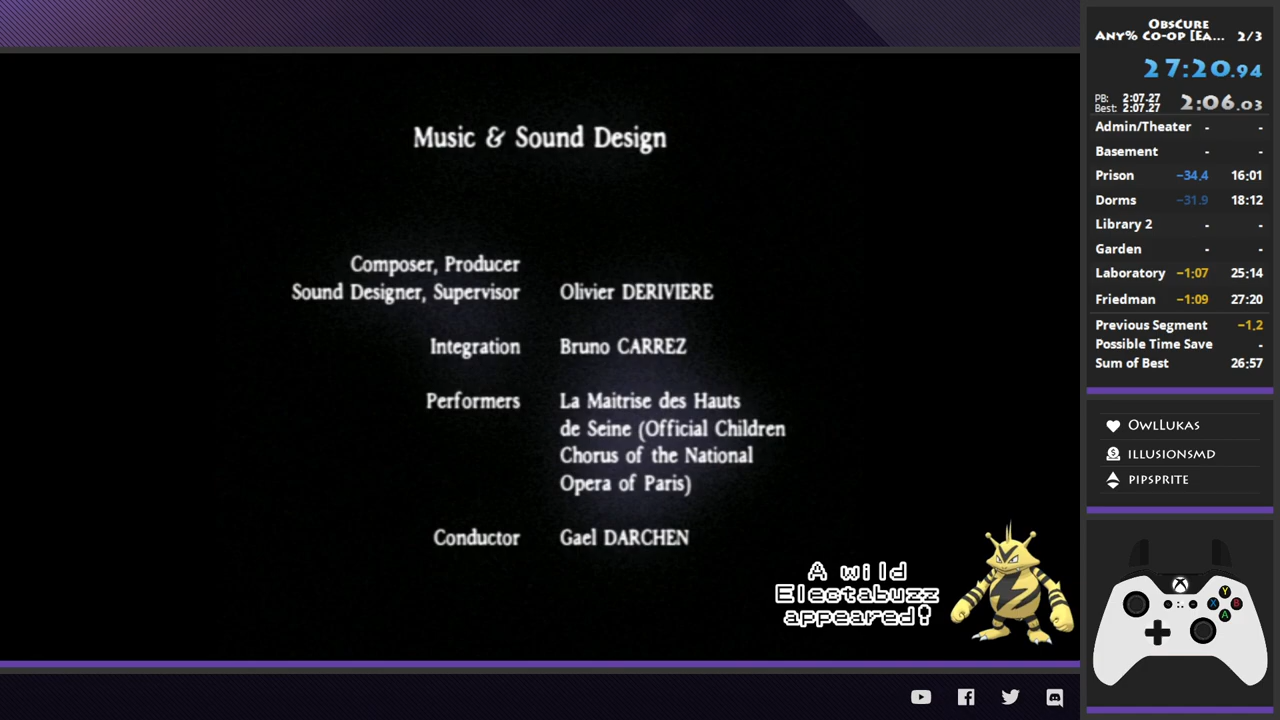 Music & Sound Design
Composer, Producer
Sound Designer, Supervisor Olivier DERIVIERE
Integration Bruno CARREZ
Performers La Maitrise des Hauts
de Seine (Official Children
Chorus of the National
Opera of Paris)
Conductor Gael DARCHEN
A wild
Electabuzz
appeared!
ObsCure
Any% Co-op [Ea... 2/3
27:20.94
PB: 2:07.27
Best: 2:07.27
2:06.03
Admin/Theater - -
Basement - -
Prison −34.4 16:01
Dorms −31.9 18:12
Library 2 - -
Garden - -
Laboratory −1:07 25:14
Friedman −1:09 27:20
Previous Segment −1.2
Possible Time Save -
Sum of Best 26:57
OwlLukas
illusionsmd
pipsprite
Y
X B
A